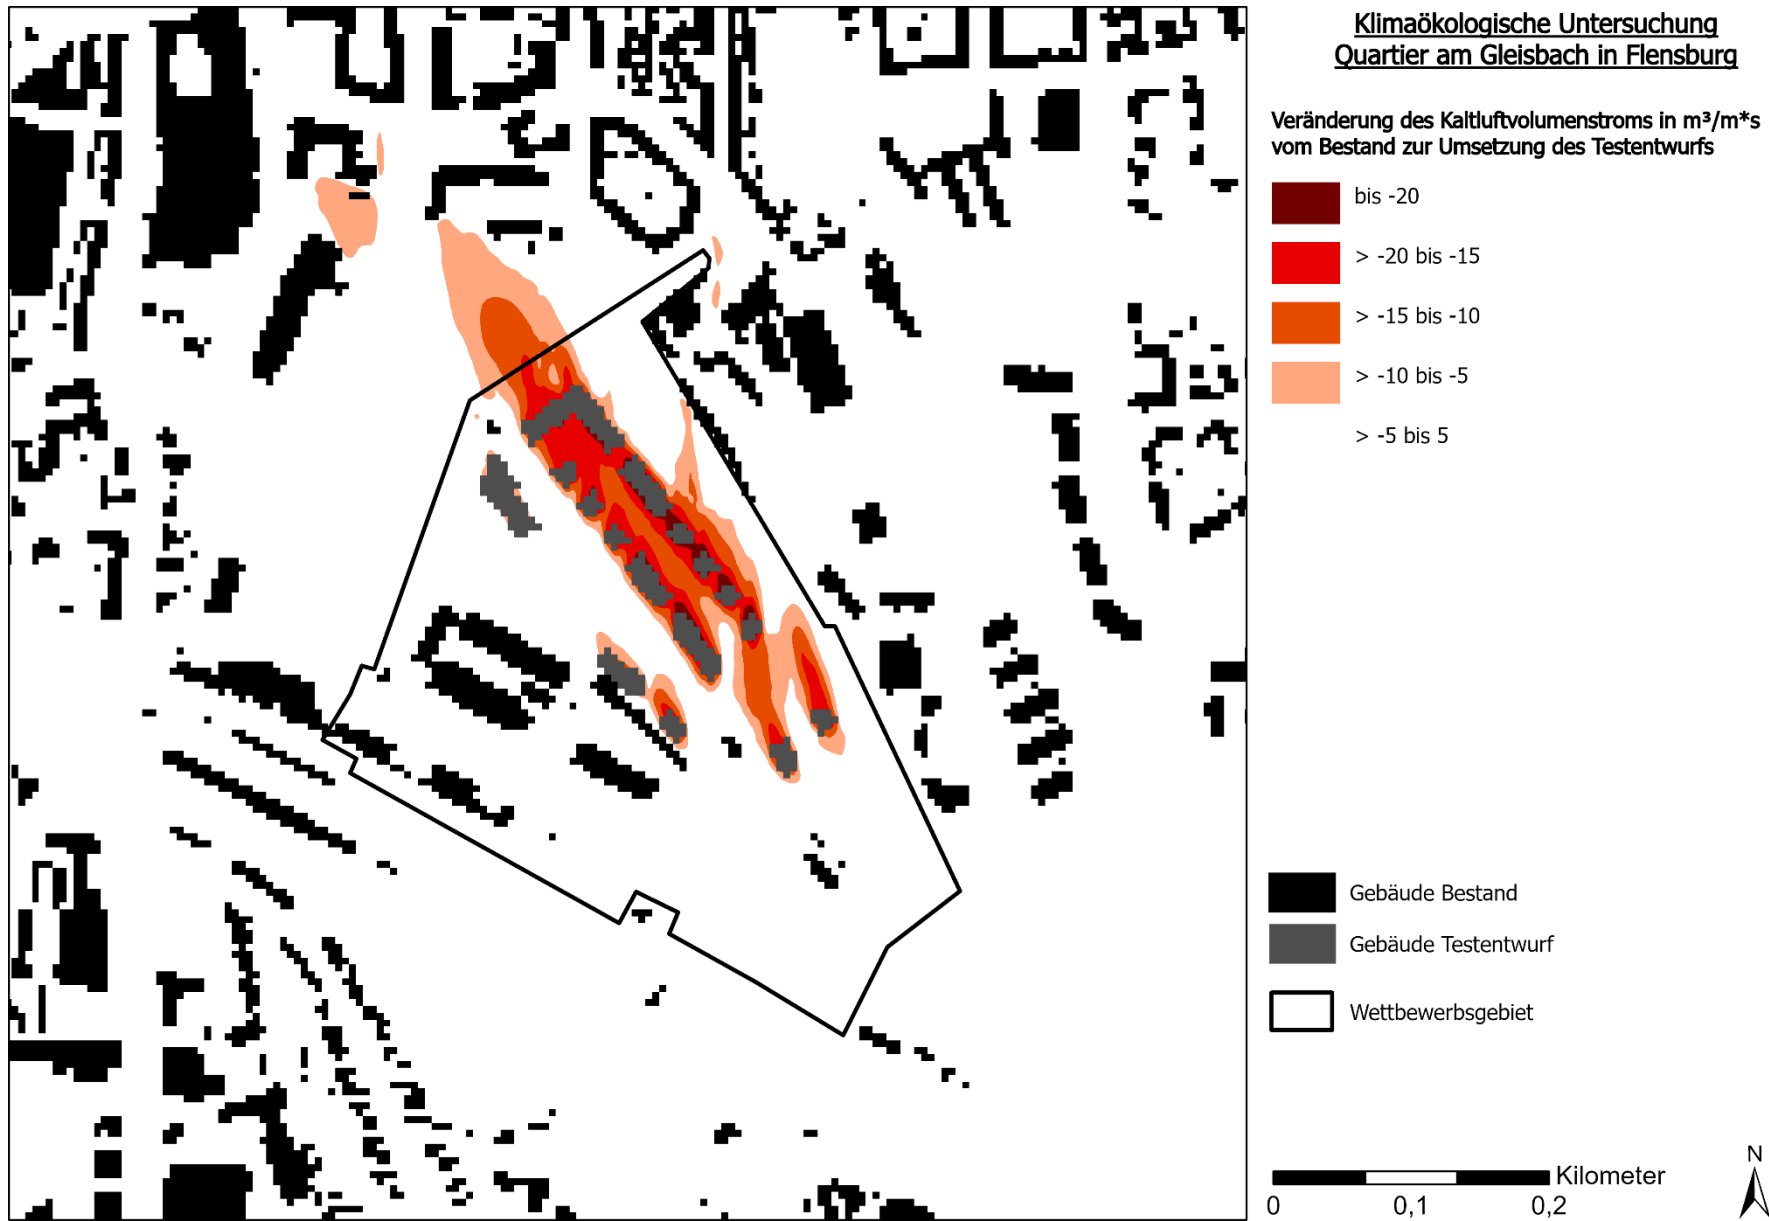 Klimaökologische Untersuchung
Quartier am Gleisbach in Flensburg
Veränderung des Kaltluftvolumenstroms in m³/m*s
vom Bestand zur Umsetzung des Testentwurfs
bis -20
> -20 bis -15
> -15 bis -10
> -10 bis -5
> -5 bis 5
Gebäude Bestand
Gebäude Testentwurf
Wettbewerbsgebiet
N
Kilometer
0 0,1 0,2